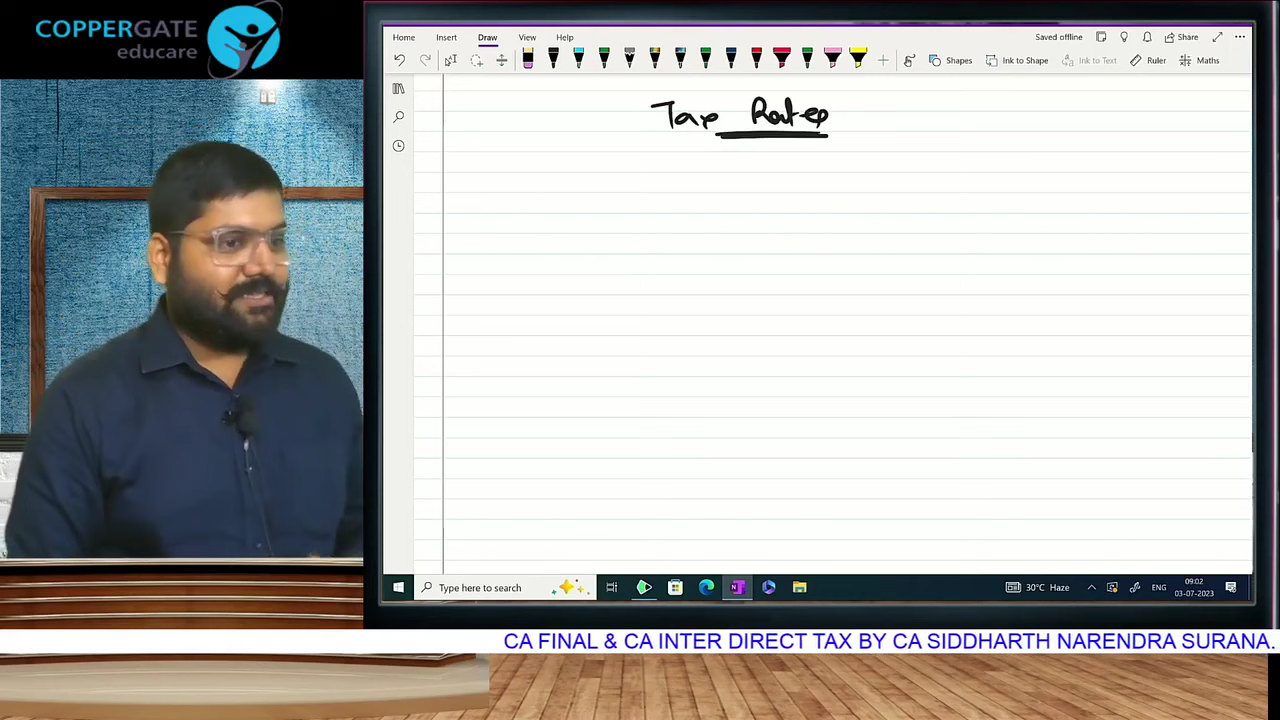 COPPERGATE
educare
Home Insert Draw View Help
Saved offline
Share
Shapes
Ink to Shape
Ink to Text
Ruler
Maths
Tax Rates
Type here to search
30°C Haze
ENG
09:02
03-07-2023
CA FINAL & CA INTER DIRECT TAX BY CA SIDDHARTH NARENDRA SURANA.